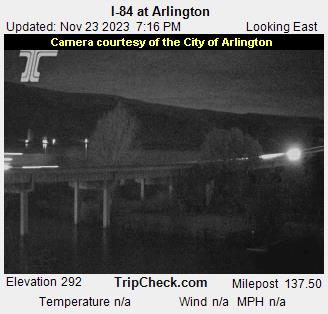 I-84 at Arlington
Updated: Nov 23 2023 7:16 PM Looking East
Camera courtesy of the City of Arlington
Elevation 292 TripCheck.com Milepost 137.50
Temperature n/a Wind n/a MPH n/a